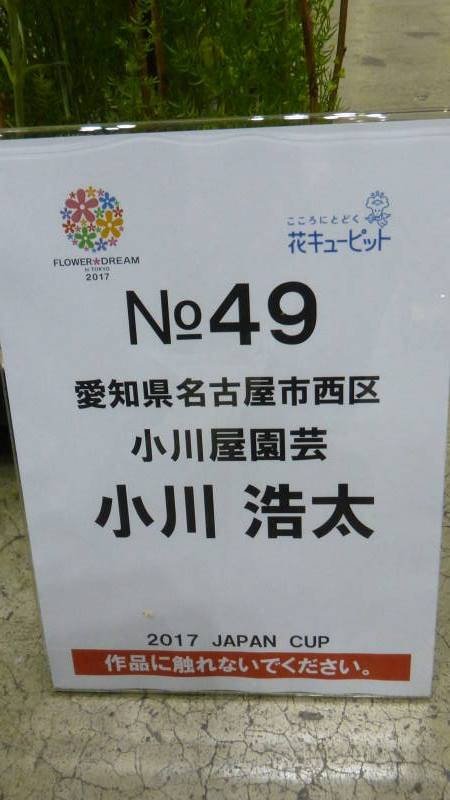 FLOWER★DREAM
IN TOKYO
2017
こころにとどく
花キューピット
№49
愛知県名古屋市西区
小川屋園芸
小川 浩太
2017 JAPAN CUP
作品に触れないでください。